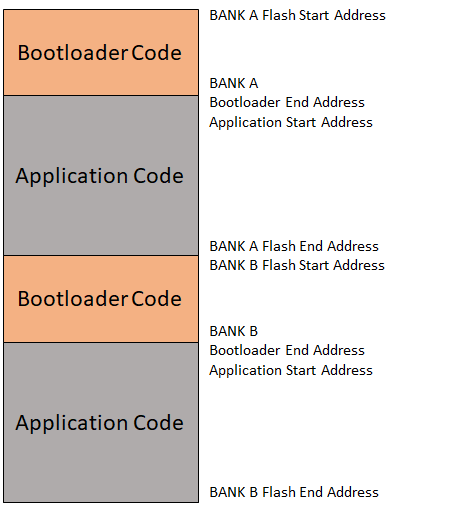 BANK A Flash Start Address
Bootloader Code
BANK A
Bootloader End Address
Application Start Address
Application Code
BANK A Flash End Address
BANK B Flash Start Address
Bootloader Code
BANK B
Bootloader End Address
Application Start Address
Application Code
BANK B Flash End Address